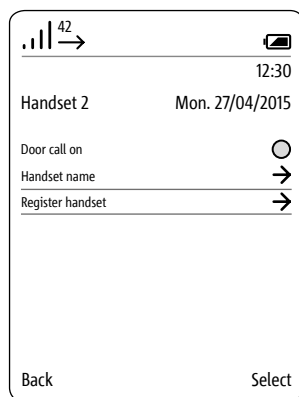 42
12:30
Handset 2 Mon. 27/04/2015
Door call on
Handset name
Register handset
Back Select